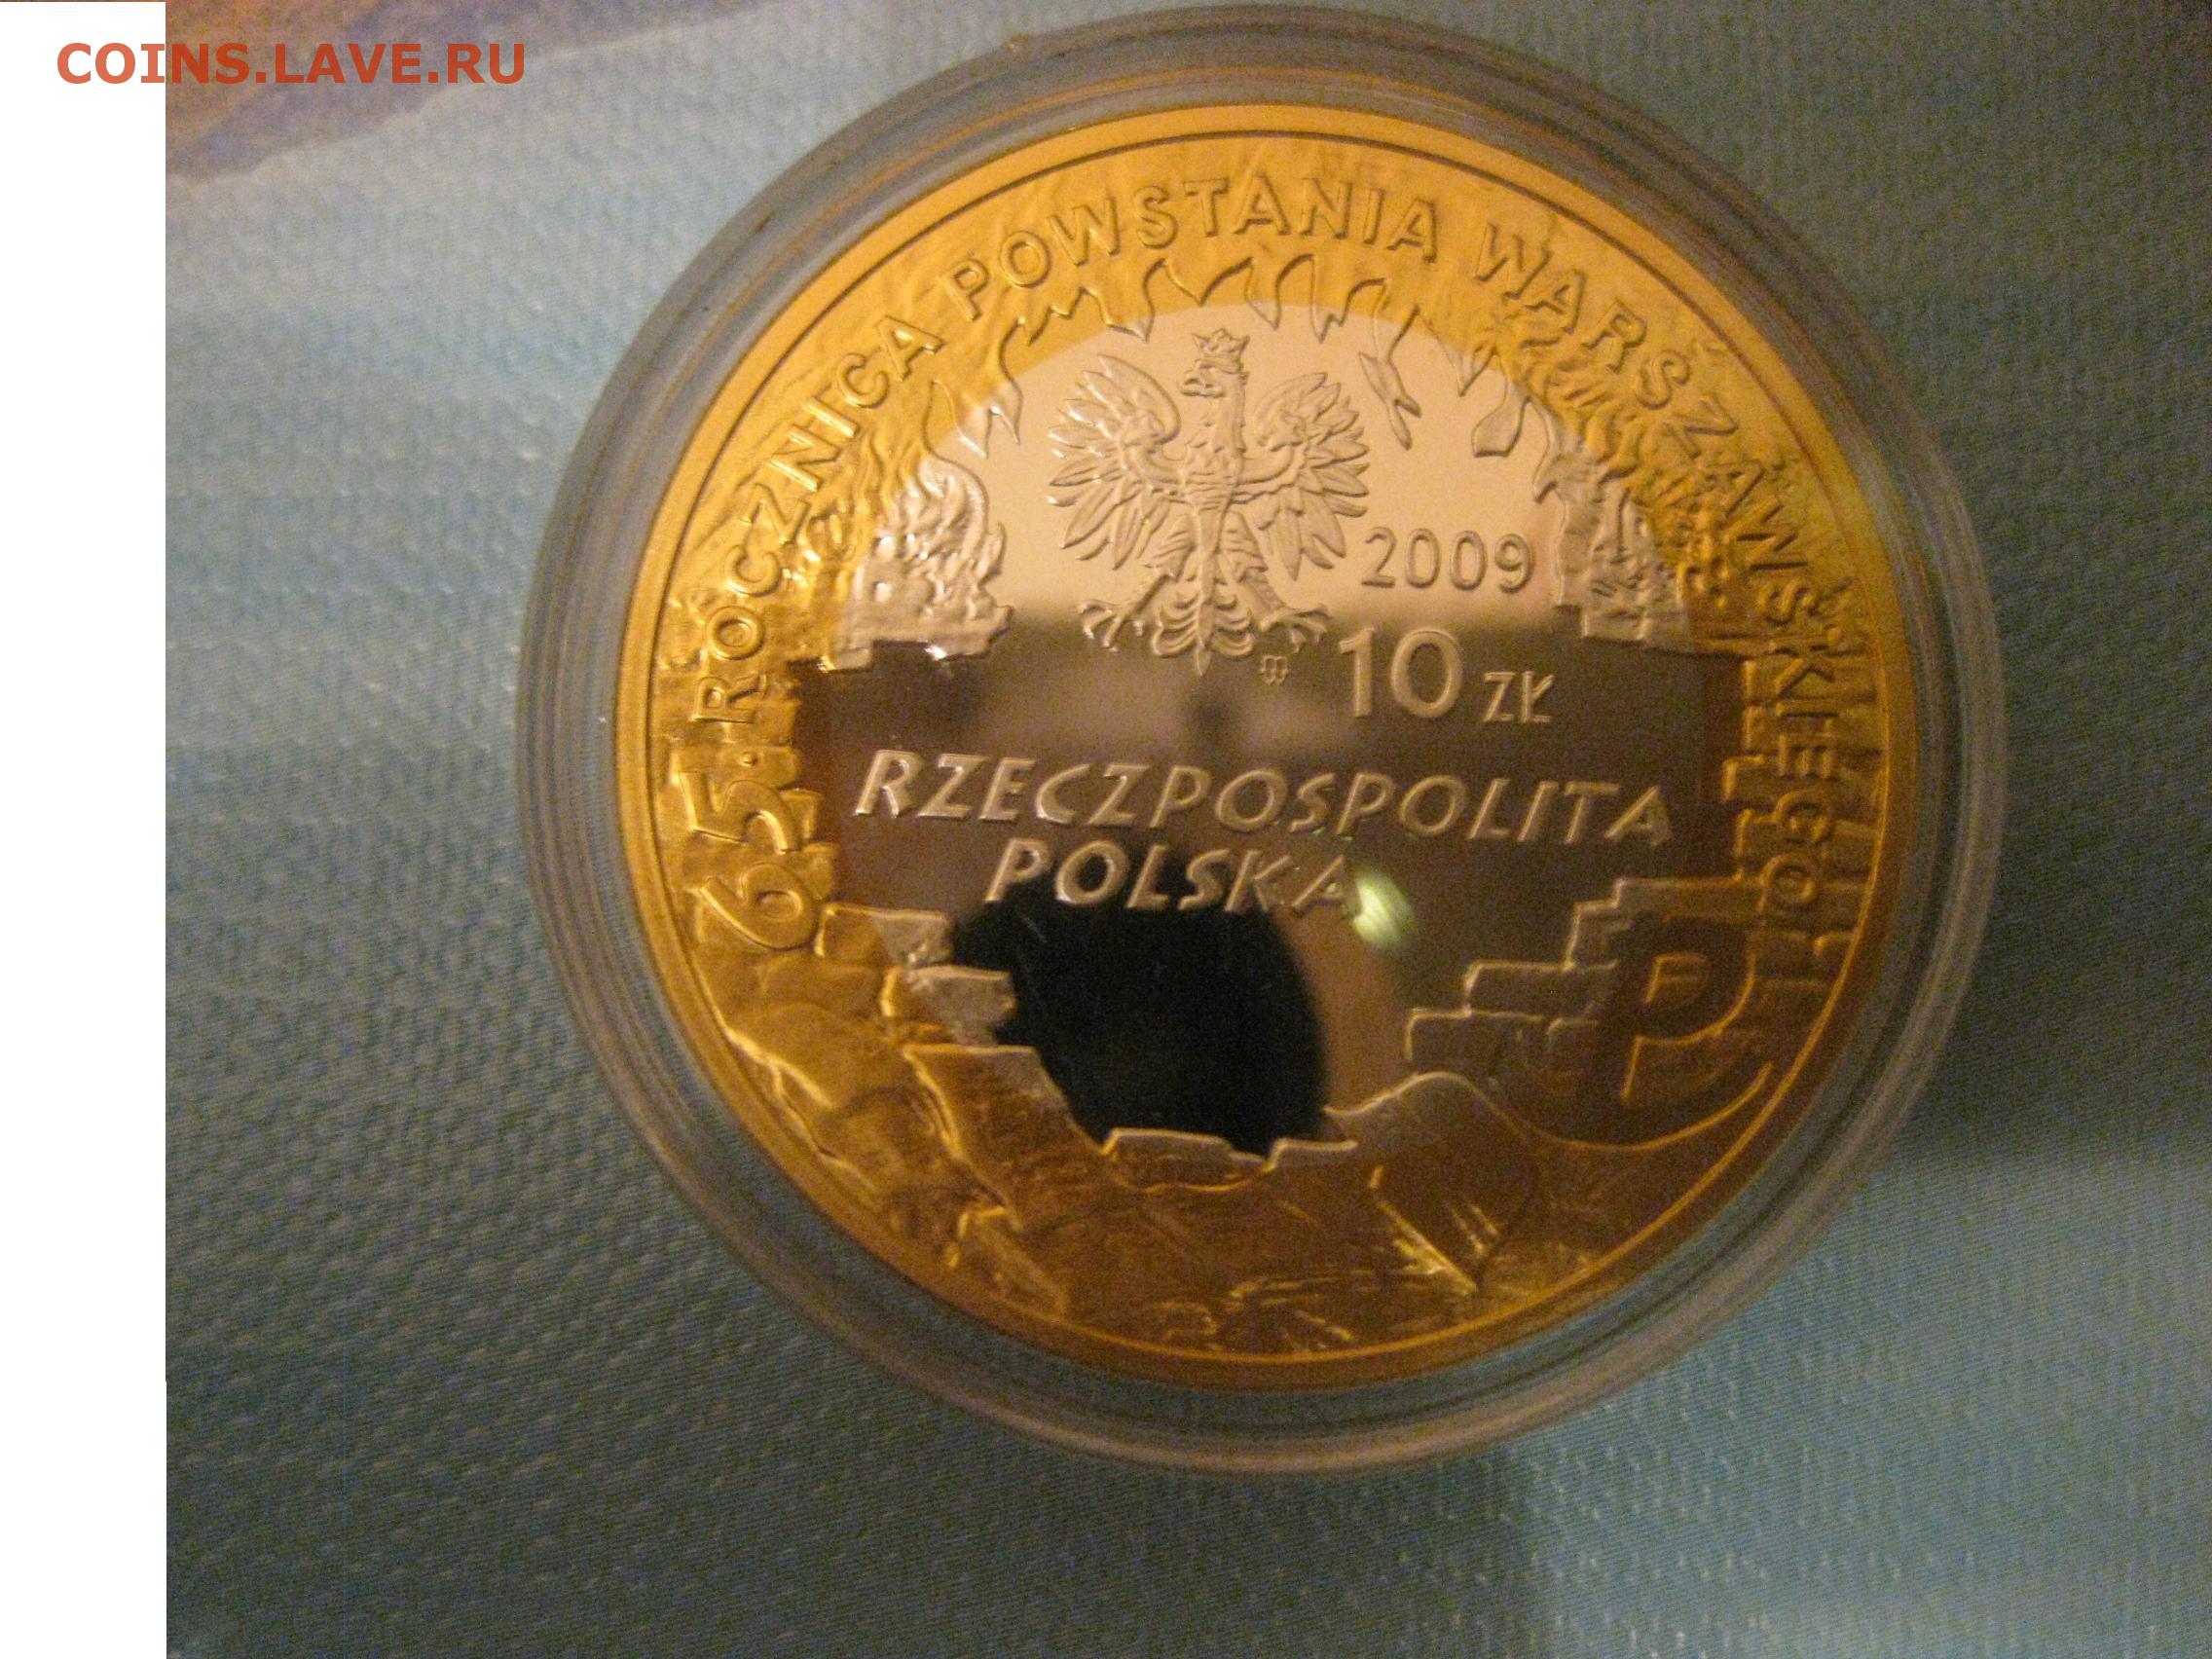 COINS.LAVE.RU
65. ROCZNICA POWSTANIA WARSZAWSKIEGO
2009
10 ZŁ
RZECZPOSPOLITA
POLSKA